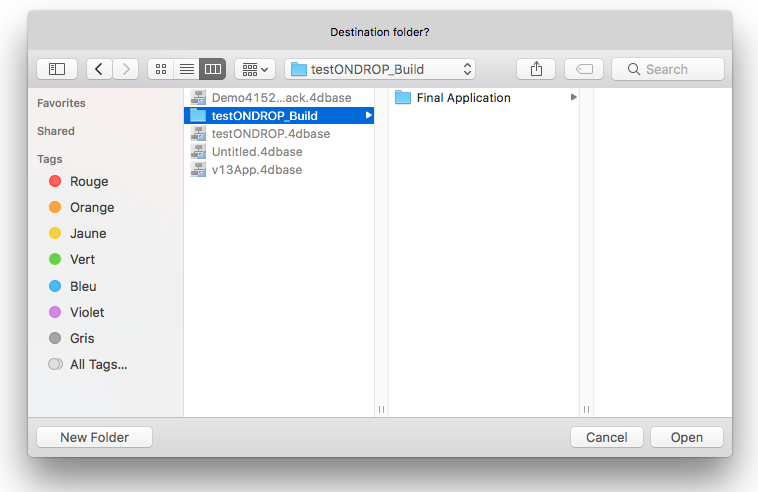 Destination folder?
testONDROP_Build
Search
Favorites
Shared
Tags
Rouge
Orange
Jaune
Vert
Bleu
Violet
Gris
All Tags...
Demo4152...ack.4dbase
testONDROP_Build
testONDROP.4dbase
Untitled.4dbase
v13App.4dbase
Final Application
New Folder
Cancel
Open